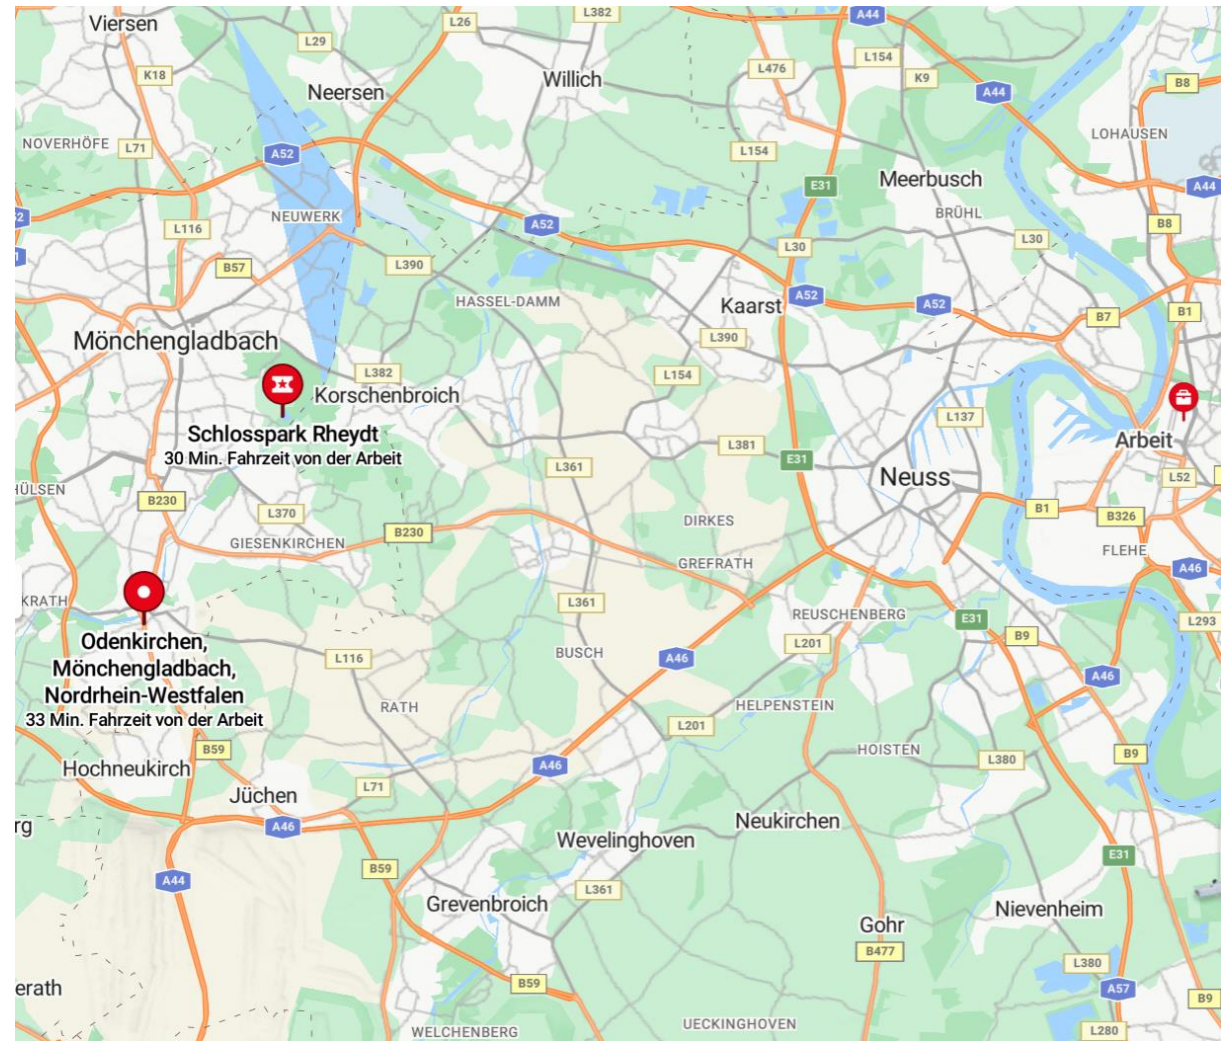 Viersen
L26
L382
A44
L29
L154
K18
Neersen
Willich
L476
K9
A44
B8
NOVERHÖFE
L71
A52
L154
LOHAUSEN
E31
Meerbusch
A44
52
NEUWERK
BRÜHL
L116
A52
B8
L30
L30
1
B57
L390
HASSEL-DAMM
Kaarst
A52
A52
B7
B1
Mönchengladbach
L390
L382
L154
Korschenbroich
L137
Schlosspark Rheydt
30 Min. Fahrzeit von der Arbeit
L381
Arbeit
L361
E31
Neuss
L52
HÜLSEN
B230
L370
B230
DIRKES
B1
B326
GIESENKIRCHEN
GREFRATH
FLEHE
A46
KRATH
L361
REUSCHENBERG
E31
L293
B9
Odenkirchen,
Mönchengladbach,
Nordrhein-Westfalen
33 Min. Fahrzeit von der Arbeit
L116
BUSCH
A46
L201
A46
RATH
HELPENSTEIN
L201
B59
HOISTEN
B9
Hochneukirch
A46
L380
L71
Jüchen
A46
Neukirchen
rg
Wevelinghoven
E31
B59
A44
L361
Grevenbroich
Nievenheim
Gohr
B477
L380
erath
B59
A57
B9
WELCHENBERG
UECKINGHOVEN
L280